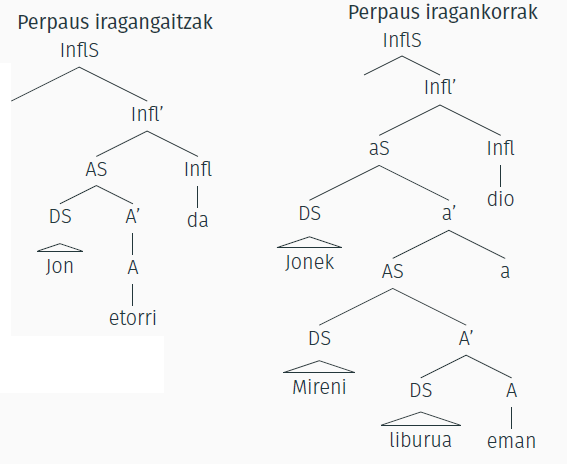 Perpaus iragangaitzak
InflS
Infl’
AS Infl
DS A’ da
Jon A
etorri
Perpaus iragankorrak
InflS
Infl’
aS Infl
DS a’ dio
Jonek AS a
DS A’
Mireni DS A
liburua eman